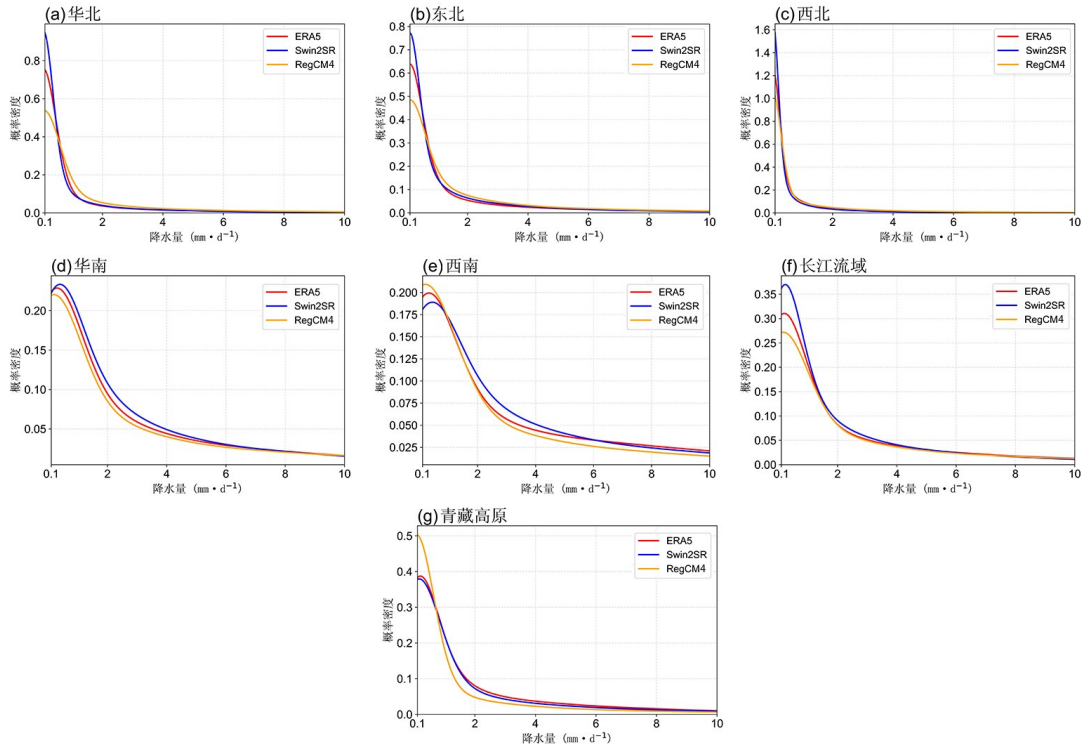 (a)华北
ERA5
Swin2SR
RegCM4
概率密度
0.8
0.6
0.4
0.2
0.0
0.1 2 4 6 8 10
降水量 (mm·d⁻¹)
(b)东北
ERA5
Swin2SR
RegCM4
概率密度
0.8
0.7
0.6
0.5
0.4
0.3
0.2
0.1
0.0
0.1 2 4 6 8 10
降水量 (mm·d⁻¹)
(c)西北
ERA5
Swin2SR
RegCM4
概率密度
1.6
1.4
1.2
1.0
0.8
0.6
0.4
0.2
0.0
0.1 2 4 6 8 10
降水量 (mm·d⁻¹)
(d)华南
ERA5
Swin2SR
RegCM4
概率密度
0.20
0.15
0.10
0.05
0.1 2 4 6 8 10
降水量 (mm·d⁻¹)
(e)西南
ERA5
Swin2SR
RegCM4
概率密度
0.200
0.175
0.150
0.125
0.100
0.075
0.050
0.025
0.1 2 4 6 8 10
降水量 (mm·d⁻¹)
(f)长江流域
ERA5
Swin2SR
RegCM4
概率密度
0.35
0.30
0.25
0.20
0.15
0.10
0.05
0.00
0.1 2 4 6 8 10
降水量 (mm·d⁻¹)
(g)青藏高原
ERA5
Swin2SR
RegCM4
概率密度
0.5
0.4
0.3
0.2
0.1
0.0
0.1 2 4 6 8 10
降水量 (mm·d⁻¹)